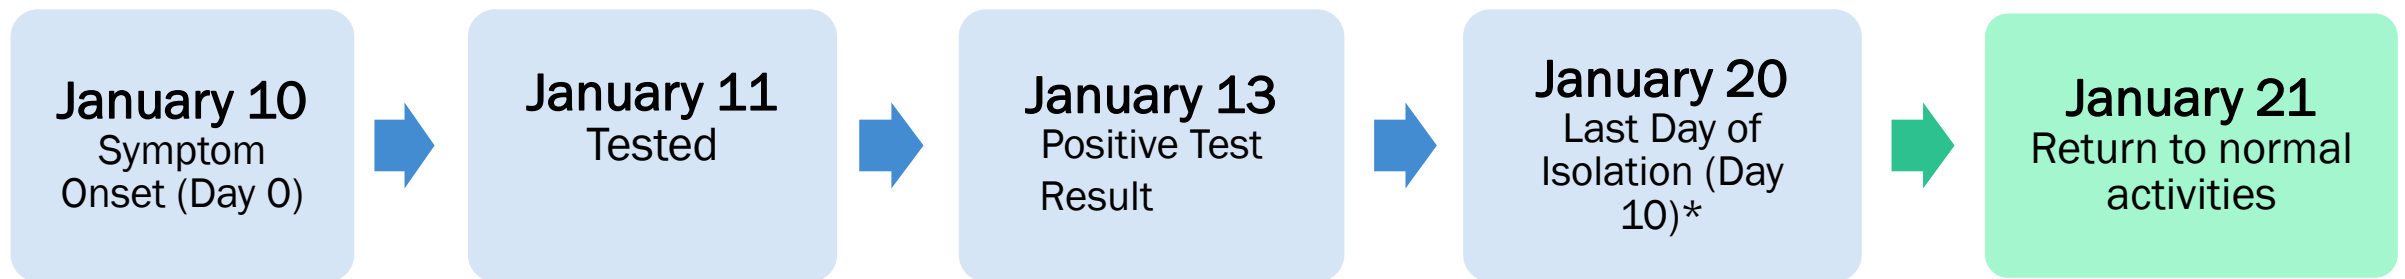 January 10
Symptom
Onset (Day 0)
January 11
Tested
January 13
Positive Test
Result
January 20
Last Day of
Isolation (Day
10)*
January 21
Return to normal
activities